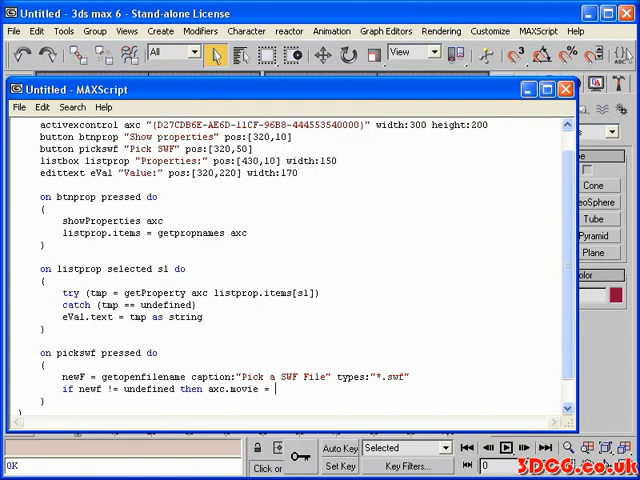 Untitled - 3ds max 6 - Stand-alone License
File Edit Tools Group Views Create Modifiers Character reactor Animation Graph Editors Rendering Customize MAXScript Help
All View
Untitled - MAXScript
File Edit Search Help
activexcontrol axc "{D27CDB6E-AE6D-11CF-96B8-444553540000}" width:300 height:200
button btnprop "Show properties" pos:[320,10]
button pickswf "Pick SWF" pos:[320,50]
listbox listprop "Properties:" pos:[430,10] width:150
edittext eVal "Value:" pos:[320,220] width:170
on btnprop pressed do
(
showProperties axc
listprop.items = getpropnames axc
)
on listprop selected sl do
(
try (tmp = getProperty axc listprop.items[sl])
catch (tmp == undefined)
eVal.text = tmp as string
)
on pickswf pressed do
(
newF = getopenfilename caption:"Pick a SWF File" types:"*.swf"
if newf != undefined then axc.movie =
)
)
Cone
eoSphere
Tube
Pyramid
Plane
olor
OK
Click or
Auto Key Selected
Set Key Key Filters...
0
3DCG.co.uk